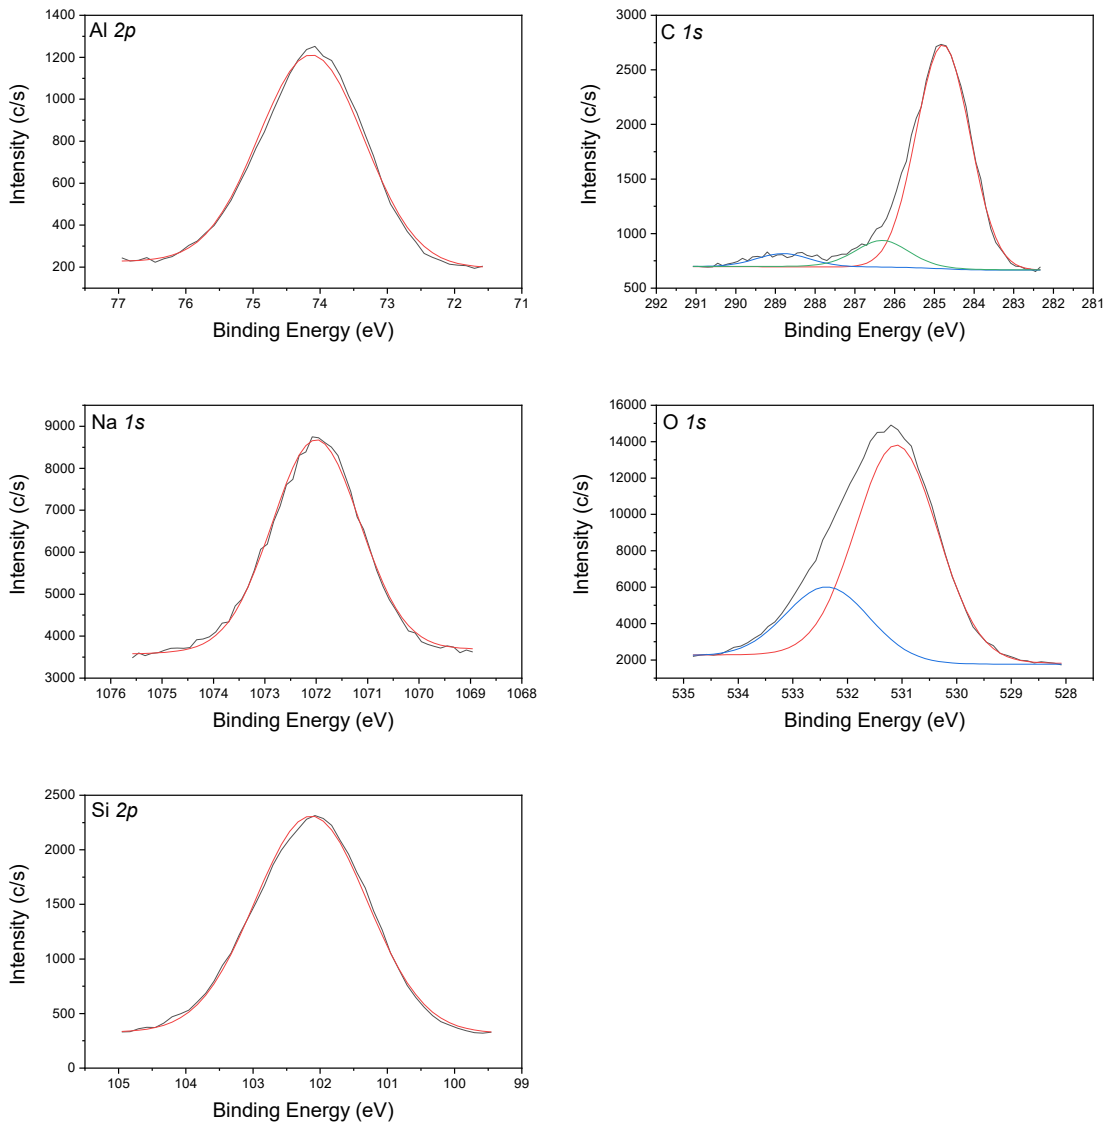 Al 2p
1400
1200
1000
800
600
400
200
77 76 75 74 73 72 71
Binding Energy (eV)
Intensity (c/s)
C 1s
3000
2500
2000
1500
1000
500
292 291 290 289 288 287 286 285 284 283 282 281
Binding Energy (eV)
Intensity (c/s)
Na 1s
9000
8000
7000
6000
5000
4000
3000
1076 1075 1074 1073 1072 1071 1070 1069 1068
Binding Energy (eV)
Intensity (c/s)
O 1s
16000
14000
12000
10000
8000
6000
4000
2000
535 534 533 532 531 530 529 528
Binding Energy (eV)
Intensity (c/s)
Si 2p
2500
2000
1500
1000
500
0
105 104 103 102 101 100 99
Binding Energy (eV)
Intensity (c/s)